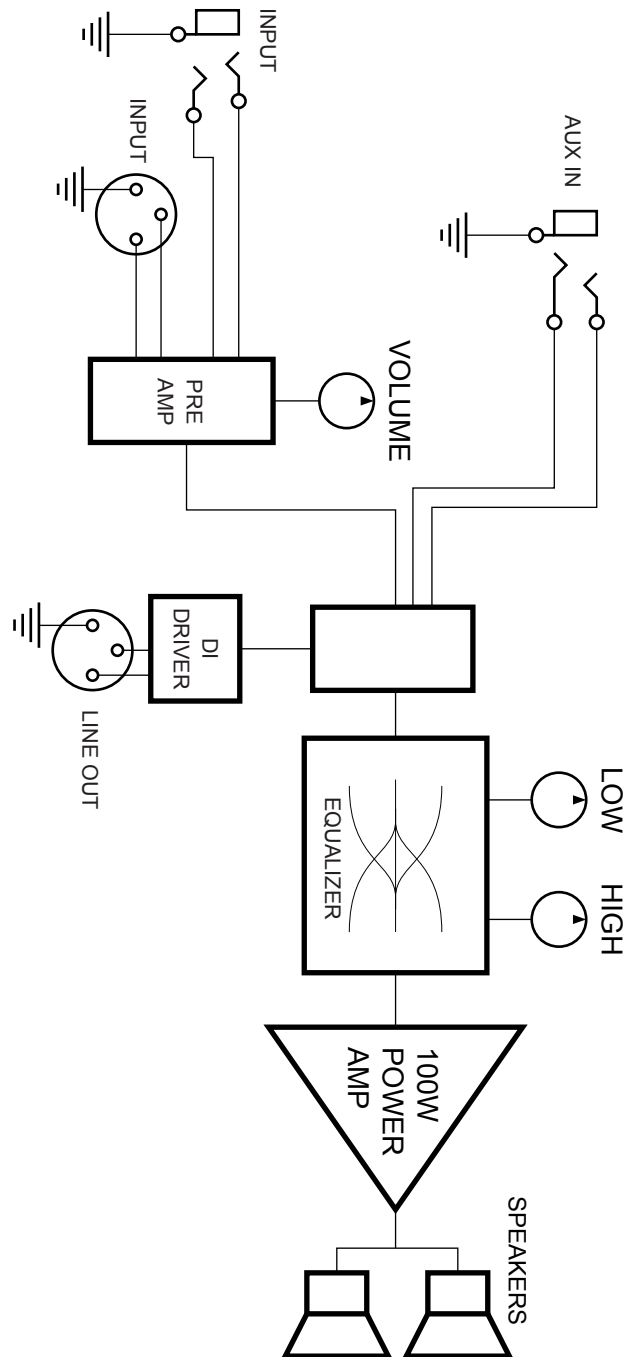 INPUT
INPUT
AUX IN
VOLUME
PRE
AMP
DI
DRIVER
LINE OUT
LOW
HIGH
EQUALIZER
100W
POWER
AMP
SPEAKERS